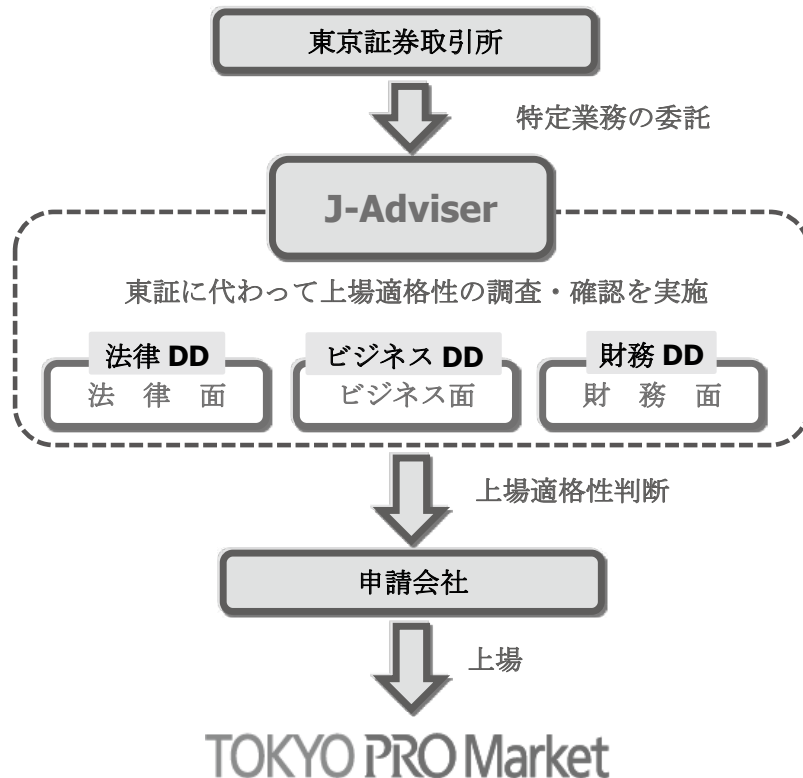 東京証券取引所
特定業務の委託
J-Adviser
東証に代わって上場適格性の調査・確認を実施
法律 DD
ビジネス DD
財務 DD
法 律 面
ビジネス面
財 務 面
上場適格性判断
申請会社
上場
TOKYO PRO Market